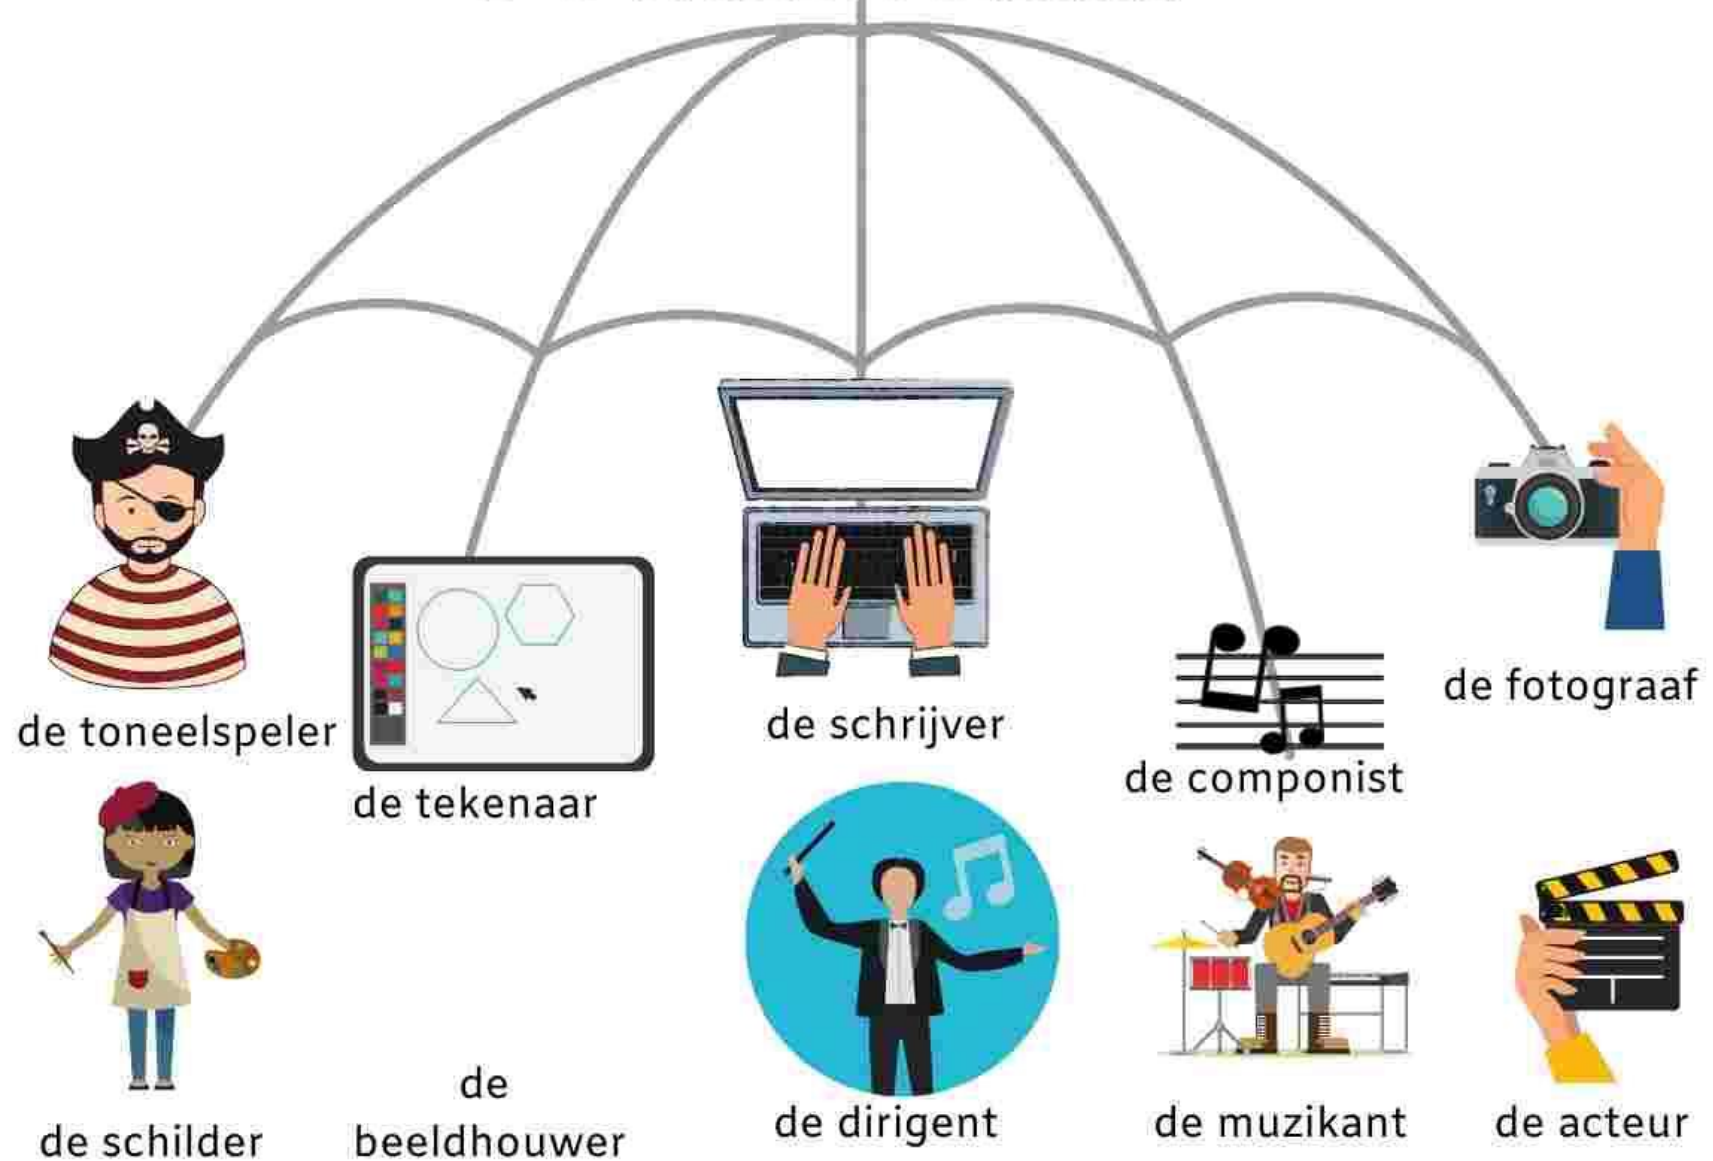 de toneelspeler
de tekenaar
de schrijver
de componist
de fotograaf
de schilder
de
beeldhouwer
de dirigent
de muzikant
de acteur